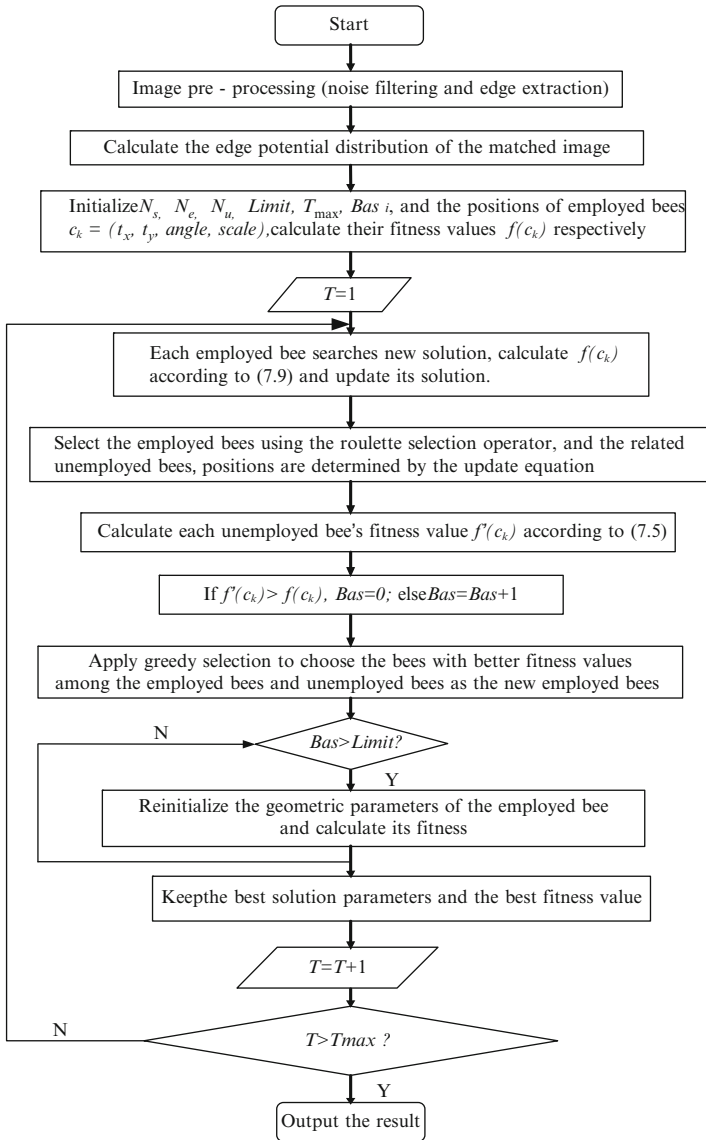 Start
Image pre - processing (noise filtering and edge extraction)
Calculate the edge potential distribution of the matched image
Initialize N_s, N_e, N_u, Limit, T_max, Bas i, and the positions of employed bees
c_k = (t_x, t_y, angle, scale), calculate their fitness values f(c_k) respectively
T=1
Each employed bee searches new solution, calculate f(c_k)
according to (7.9) and update its solution.
Select the employed bees using the roulette selection operator, and the related
unemployed bees, positions are determined by the update equation
Calculate each unemployed bee's fitness value f'(c_k) according to (7.5)
If f'(c_k)> f(c_k), Bas=0; elseBas=Bas+1
Apply greedy selection to choose the bees with better fitness values
among the employed bees and unemployed bees as the new employed bees
N
Bas>Limit?
Y
Reinitialize the geometric parameters of the employed bee
and calculate its fitness
Keepthe best solution parameters and the best fitness value
T=T+1
N
T>Tmax ?
Y
Output the result